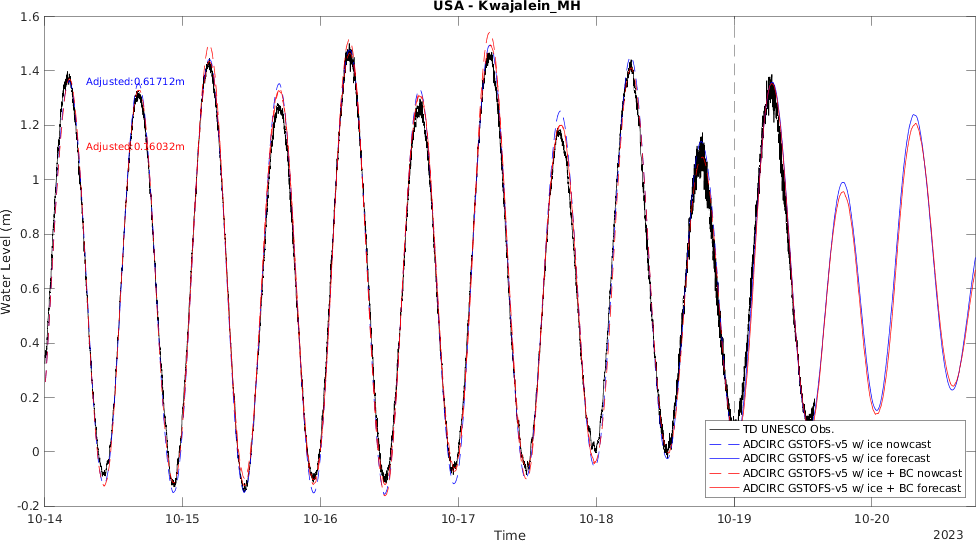 USA - Kwajalein_MH
1.6
1.4
1.2
1
0.8
0.6
0.4
0.2
0
-0.2
Water Level (m)
Adjusted:0.61712m
Adjusted:0.16032m
TD UNESCO Obs.
ADCIRC GSTOFS-v5 w/ ice nowcast
ADCIRC GSTOFS-v5 w/ ice forecast
ADCIRC GSTOFS-v5 w/ ice + BC nowcast
ADCIRC GSTOFS-v5 w/ ice + BC forecast
10-14 10-15 10-16 10-17 10-18 10-19 10-20
Time
2023